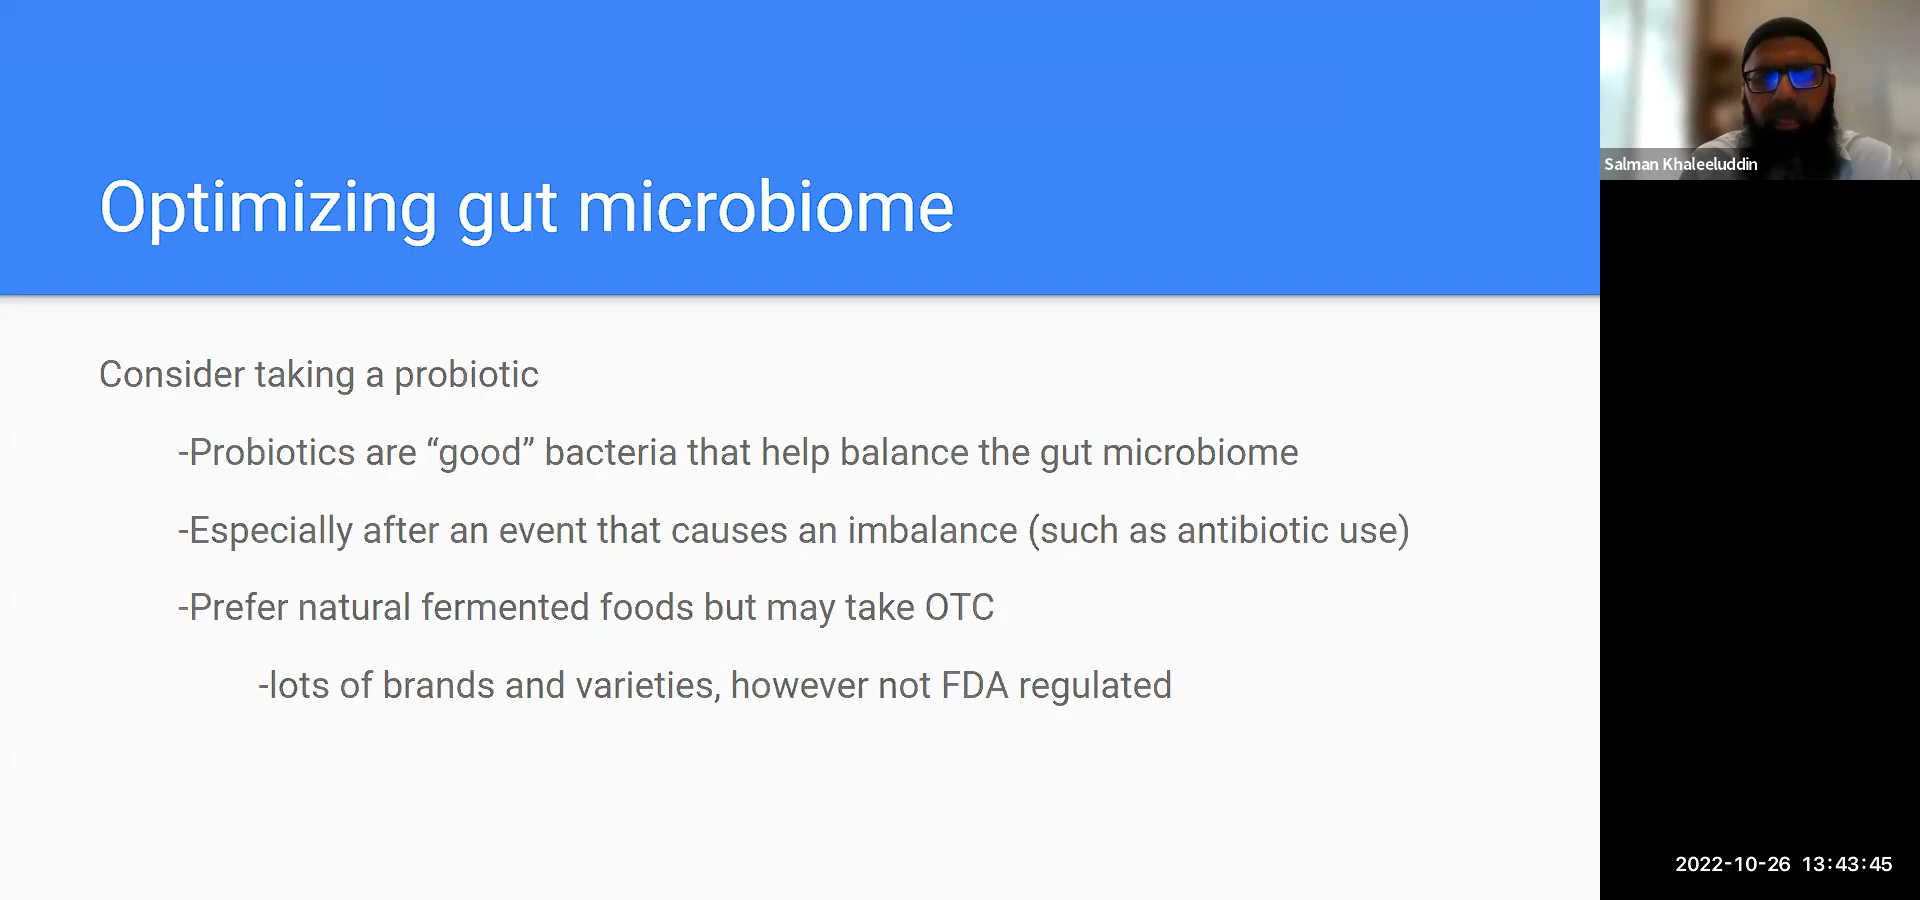 Optimizing gut microbiome
Consider taking a probiotic
-Probiotics are “good” bacteria that help balance the gut microbiome
-Especially after an event that causes an imbalance (such as antibiotic use)
-Prefer natural fermented foods but may take OTC
-lots of brands and varieties, however not FDA regulated
Salman Khaleeluddin
2022-10-26 13:43:45